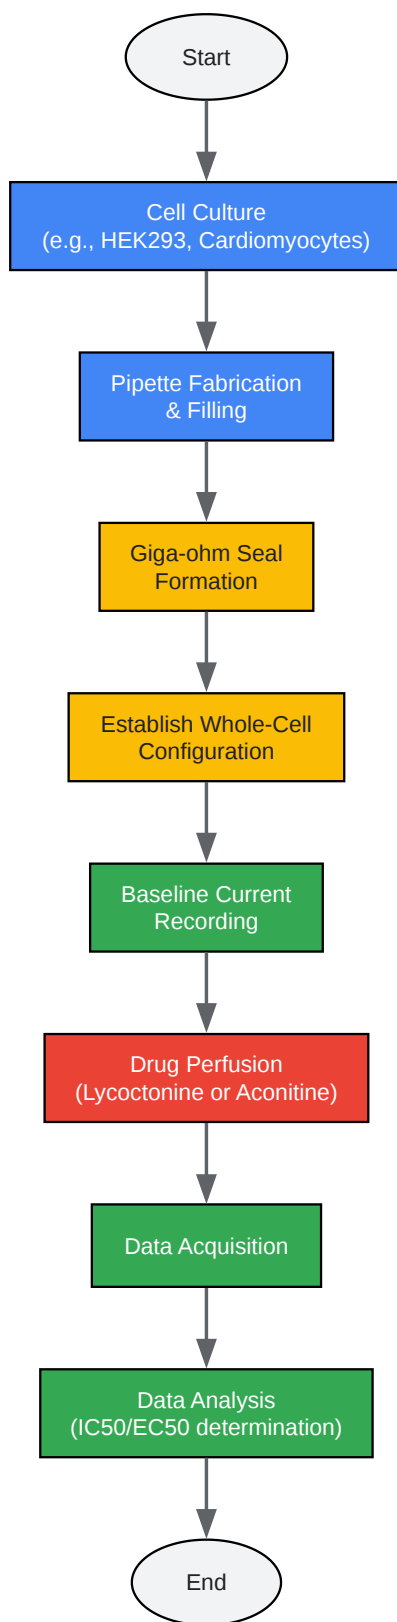 Start
Cell Culture
(e.g., HEK293, Cardiomyocytes)
Pipette Fabrication
& Filling
Giga-ohm Seal
Formation
Establish Whole-Cell
Configuration
Baseline Current
Recording
Drug Perfusion
(Lycoctonine or Aconitine)
Data Acquisition
Data Analysis
(IC50/EC50 determination)
End